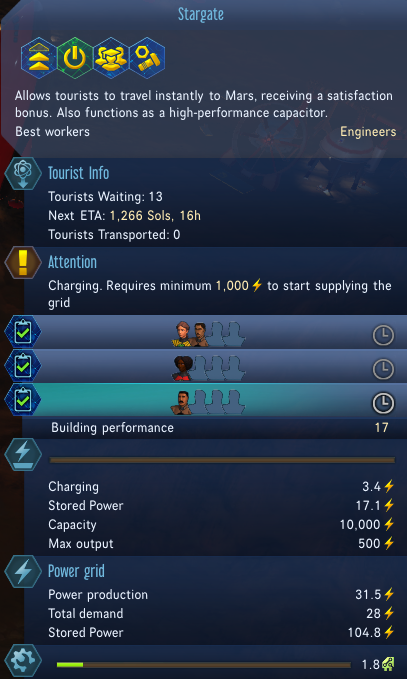 Stargate
Allows tourists to travel instantly to Mars, receiving a satisfaction
bonus. Also functions as a high-performance capacitor.
Best workers Engineers
Tourist Info
Tourists Waiting: 13
Next ETA: 1,266 Sols, 16h
Tourists Transported: 0
Attention
Charging. Requires minimum 1,000 to start supplying the
grid
Building performance 17
Charging 3.4
Stored Power 17.1
Capacity 10,000
Max output 500
Power grid
Power production 31.5
Total demand 28
Stored Power 104.8
1.8